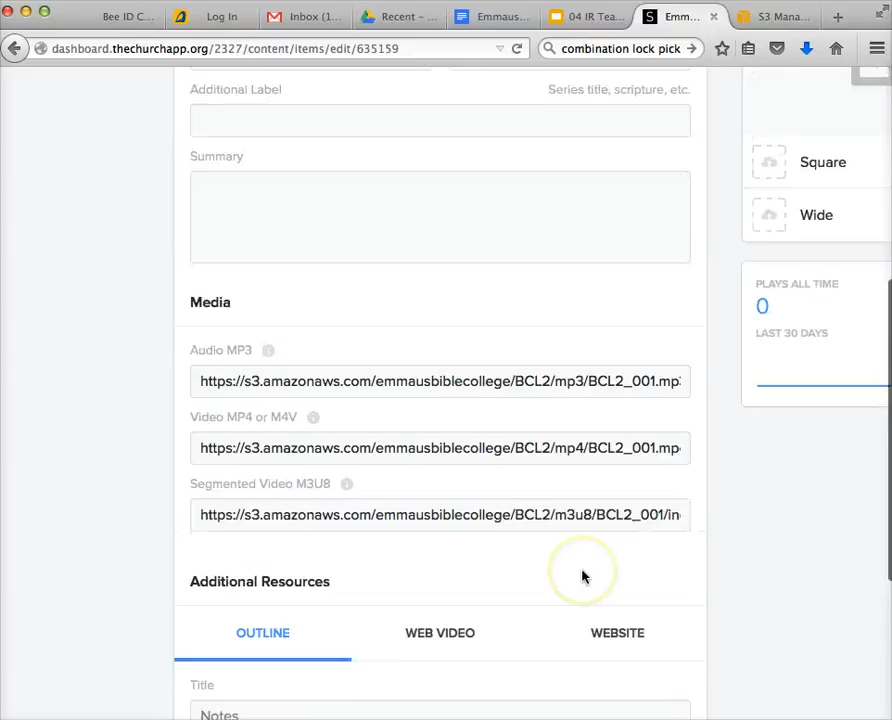 Bee ID C...
Log In
Inbox (1...
Recent – ...
Emmaus...
04 IR Tea...
S
Emm...
S3 Mana...
dashboard.thechurchapp.org/2327/content/items/edit/635159
combination lock pick
Additional Label
Series title, scripture, etc.
Summary
Square
Wide
PLAYS ALL TIME
0
LAST 30 DAYS
Media
Audio MP3
https://s3.amazonaws.com/emmausbiblecollege/BCL2/mp3/BCL2_001.mp3
Video MP4 or M4V
https://s3.amazonaws.com/emmausbiblecollege/BCL2/mp4/BCL2_001.mp
Segmented Video M3U8
https://s3.amazonaws.com/emmausbiblecollege/BCL2/m3u8/BCL2_001/in
Additional Resources
OUTLINE
WEB VIDEO
WEBSITE
Title
Notes